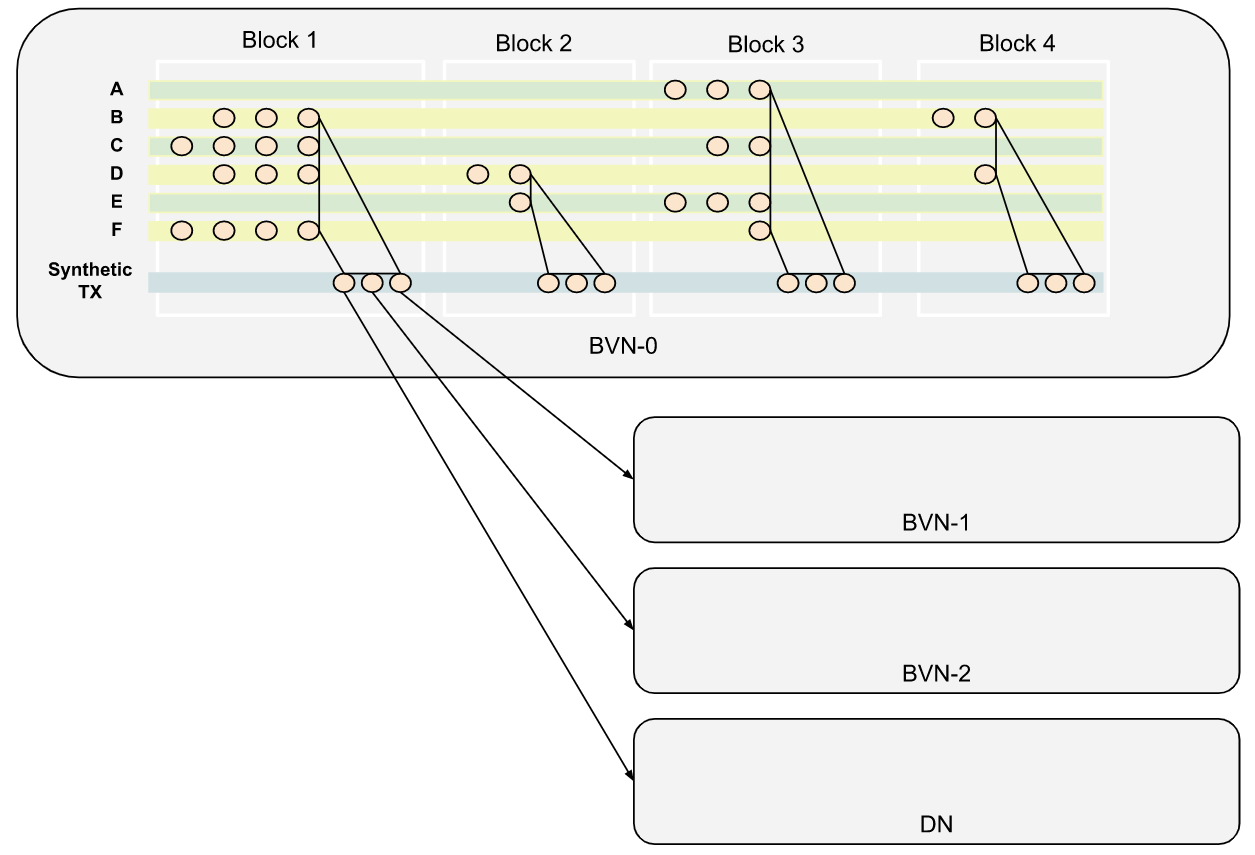 Block 1
Block 2
Block 3
Block 4
A
B
C
D
E
F
Synthetic
TX
BVN-0
BVN-1
BVN-2
DN